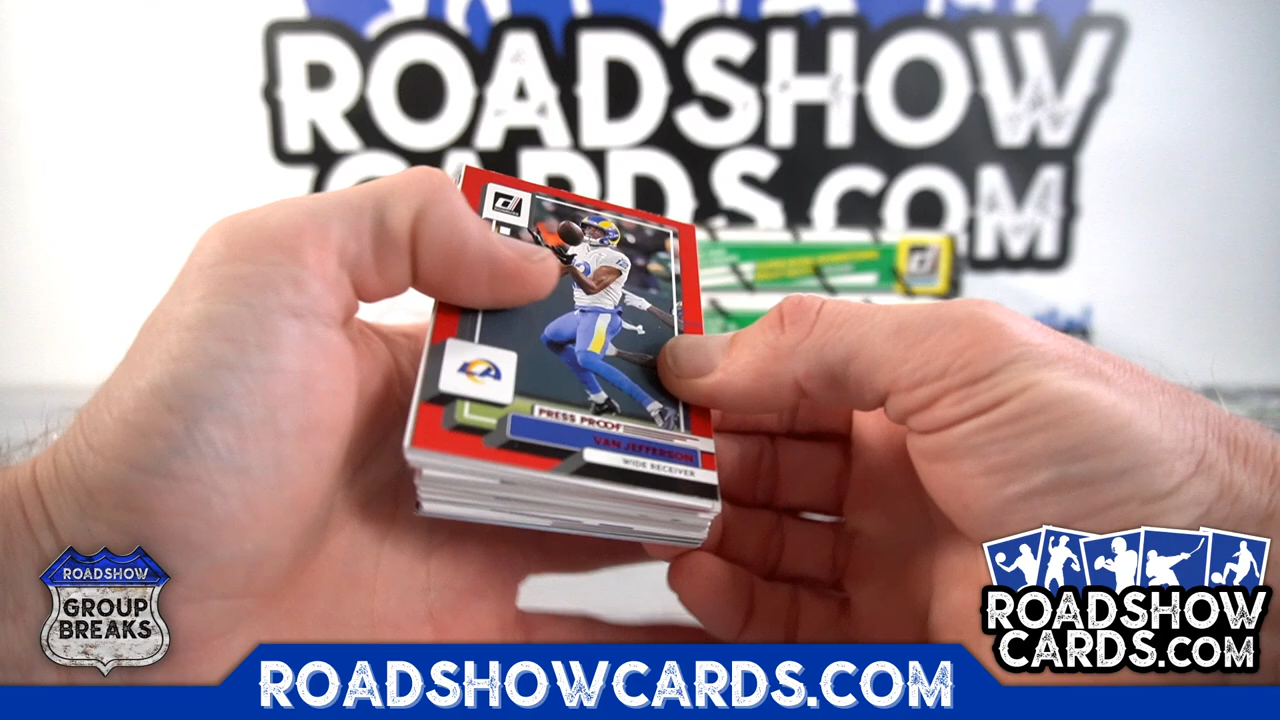 ROADSHOW
CARDS.COM
PRESS PROOF
VAN JEFFERSON
WIDE RECEIVER
ROADSHOW
GROUP
BREAKS
ROADSHOW
CARDS.COM
ROADSHOWCARDS.COM